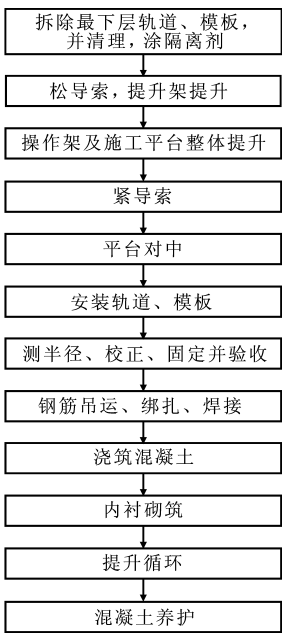 拆除最下层轨道、模板，
并清理，涂隔离剂
松导索，提升架提升
操作架及施工平台整体提升
紧导索
平台对中
安装轨道、模板
测半径、校正、固定并验收
钢筋吊运、绑扎、焊接
浇筑混凝土
内衬砌筑
提升循环
混凝土养护